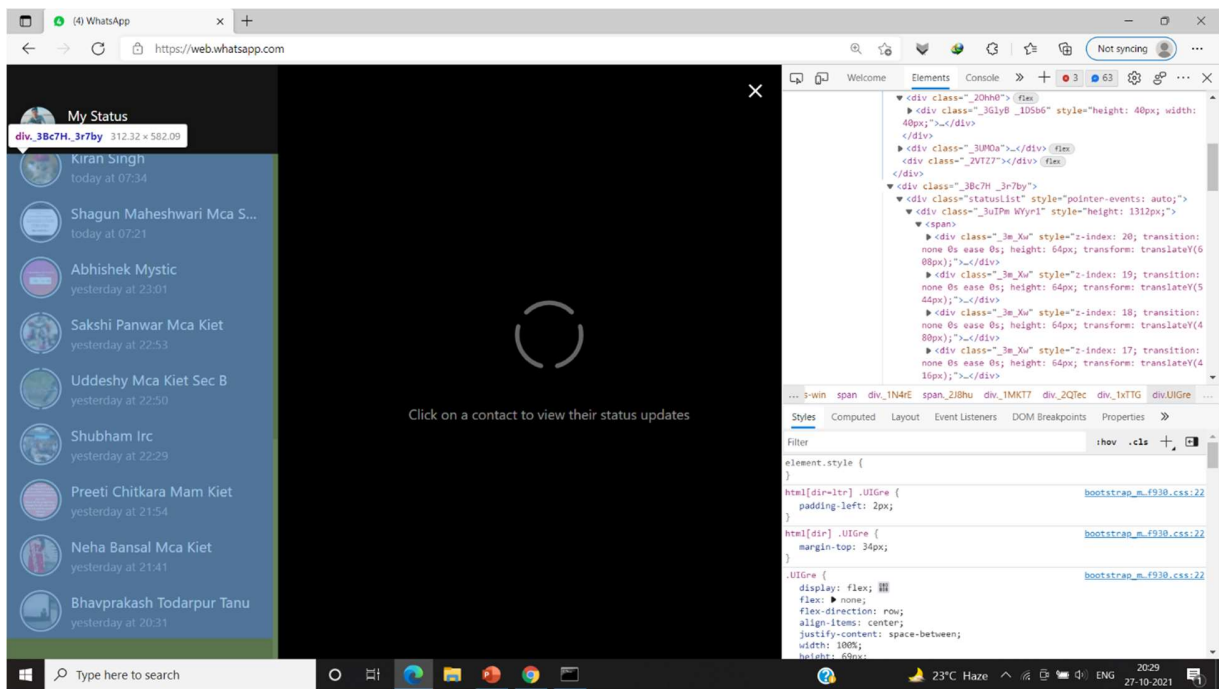 (4) WhatsApp
https://web.whatsapp.com
Not syncing
My Status
div._3Bc7H._3r7by 312.32 × 582.09
Kiran Singh
today at 07:34
Shagun Maheshwari Mca S...
today at 07:21
Abhishek Mystic
yesterday at 23:01
Sakshi Panwar Mca Kiet
yesterday at 22:53
Uddeshy Mca Kiet Sec B
yesterday at 22:50
Shubham Irc
yesterday at 22:29
Preeti Chitkara Mam Kiet
yesterday at 21:54
Neha Bansal Mca Kiet
yesterday at 21:41
Bhavprakash Todarpur Tanu
yesterday at 20:31
Click on a contact to view their status updates
Welcome Elements Console » 3 63
▼ <div class="_2Ohh0"> flex
▶ <div class="_3GlyB _1DSb6" style="height: 40px; width:
40px;">…</div>
</div>
▶ <div class="_3UMOa">…</div> flex
<div class="_2VTZ7"></div> flex
</div>
▼ <div class="_3Bc7H _3r7by">
▼ <div class="statusList" style="pointer-events: auto;">
▼ <div class="_3uIPm WYyr1" style="height: 1312px;">
▼ <span>
▶ <div class="_3m_Xw" style="z-index: 20; transition:
none 0s ease 0s; height: 64px; transform: translateY(6
08px);">…</div>
▶ <div class="_3m_Xw" style="z-index: 19; transition:
none 0s ease 0s; height: 64px; transform: translateY(5
44px);">…</div>
▶ <div class="_3m_Xw" style="z-index: 18; transition:
none 0s ease 0s; height: 64px; transform: translateY(4
80px);">…</div>
▶ <div class="_3m_Xw" style="z-index: 17; transition:
none 0s ease 0s; height: 64px; transform: translateY(4
16px);">…</div>
... s-win span div._1N4rE span._2J8hu div._1MKT7 div._2QTec div._1xTTG div.UIGre ...
Styles Computed Layout Event Listeners DOM Breakpoints Properties »
Filter :hov .cls
element.style {
}
html[dir=ltr] .UIGre { bootstrap_m…f930.css:22
padding-left: 2px;
}
html[dir] .UIGre { bootstrap_m…f930.css:22
margin-top: 34px;
}
.UIGre { bootstrap_m…f930.css:22
display: flex;
flex: ▶ none;
flex-direction: row;
align-items: center;
justify-content: space-between;
width: 100%;
height: 69px;
Type here to search
23°C Haze
ENG
20:29
27-10-2021